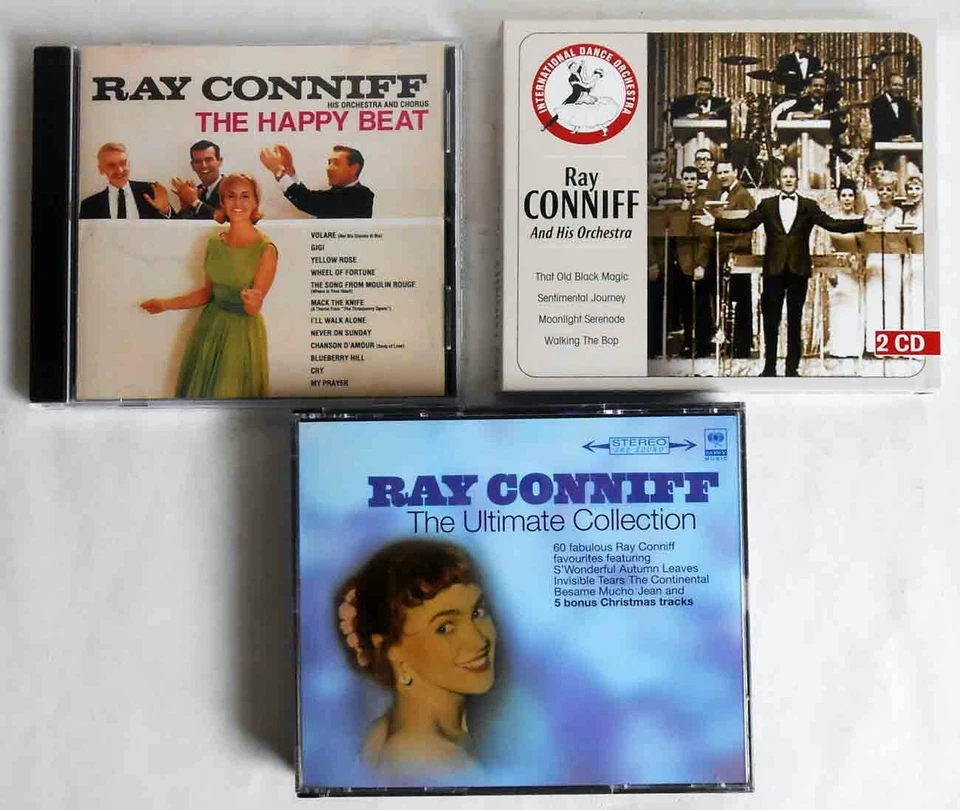 RAY CONNIFF
HIS ORCHESTRA AND CHORUS
THE HAPPY BEAT
VOLARE (Nel Blu Dipinto di Blu)
GIGI
YELLOW ROSE
WHEEL OF FORTUNE
THE SONG FROM MOULIN ROUGE
(Where Is Your Heart)
MACK THE KNIFE
(A Theme From "The Threepenny Opera")
I'LL WALK ALONE
NEVER ON SUNDAY
CHANSON D'AMOUR (Song of Love)
BLUEBERRY HILL
CRY
MY PRAYER
INTERNATIONAL DANCE ORCHESTRA
Ray
CONNIFF
And His Orchestra
That Old Black Magic
Sentimental Journey
Moonlight Serenade
Walking The Bop
2 CD
STEREO
"360 SOUND"
SONY
MUSIC
RAY CONNIFF
The Ultimate Collection
60 fabulous Ray Conniff
favourites featuring
S'Wonderful Autumn Leaves
Invisible Tears The Continental
Besame Mucho Jean and
5 bonus Christmas tracks